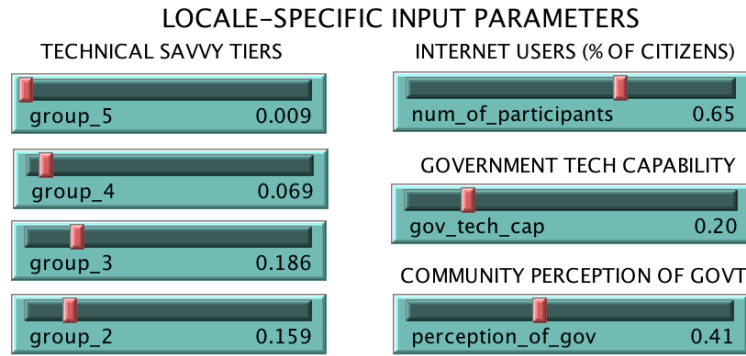 LOCALE-SPECIFIC INPUT PARAMETERS
TECHNICAL SAVVY TIERS
group_5 0.009
group_4 0.069
group_3 0.186
group_2 0.159
INTERNET USERS (% OF CITIZENS)
num_of_participants 0.65
GOVERNMENT TECH CAPABILITY
gov_tech_cap 0.20
COMMUNITY PERCEPTION OF GOVT
perception_of_gov 0.41